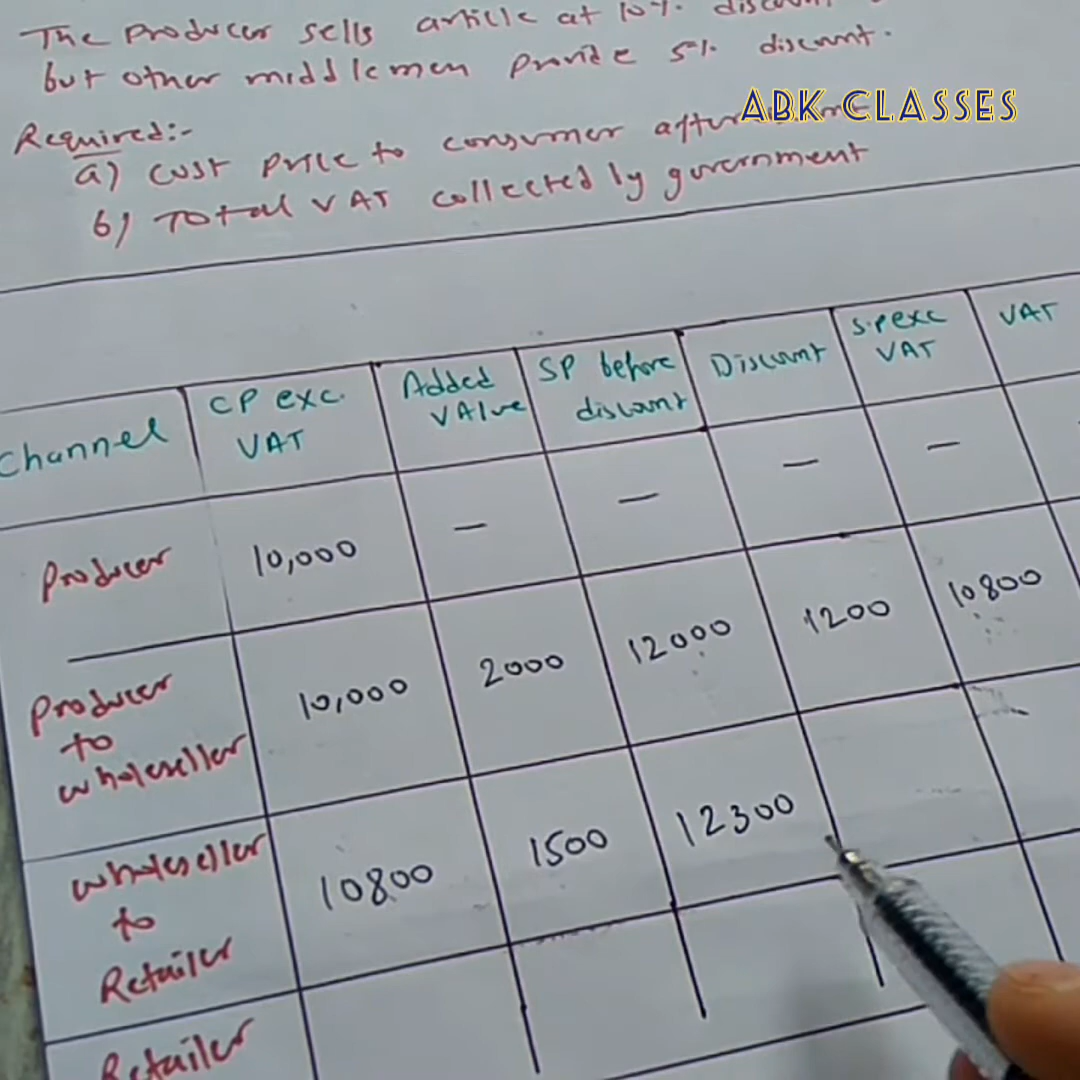 The producer sells article at 10%. discount
but other middlemen provide 5% discount.
ABK CLASSES
Required:-
a) cost price to consumer after
b) Total VAT collected by government
Channel CP exc. VAT Added VAlue SP before discount Discount S.P exc VAT VAT
Producer 10,000 — — — —
Producer to wholeseller 10,000 2000 12000 1200 10800
wholeseller to Retailer 10800 1500 12300
Retailer